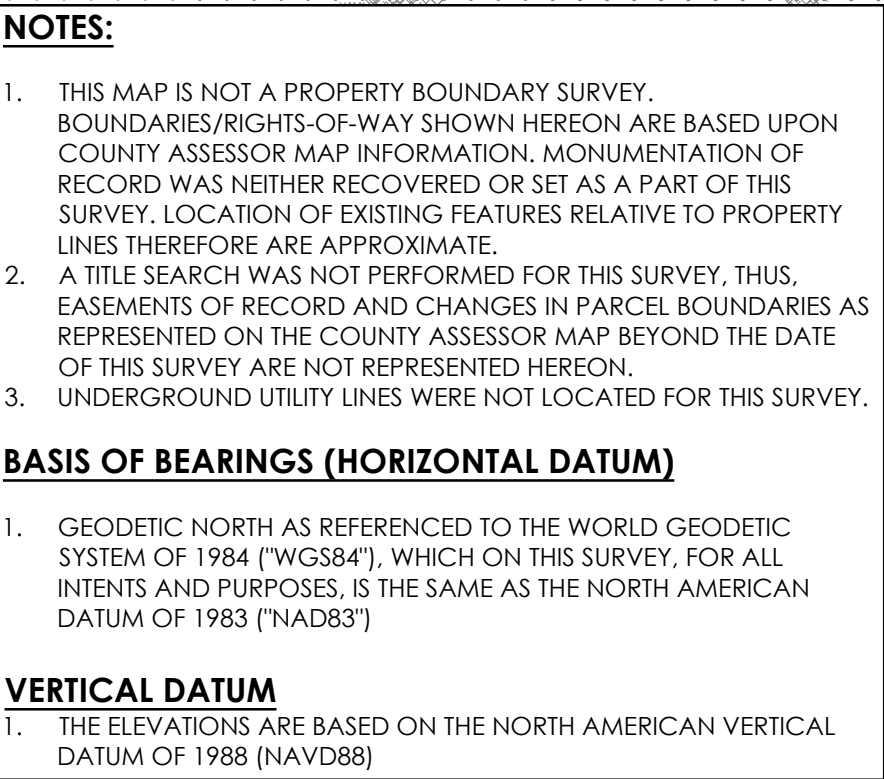 NOTES:
1. THIS MAP IS NOT A PROPERTY BOUNDARY SURVEY.
BOUNDARIES/RIGHTS-OF-WAY SHOWN HEREON ARE BASED UPON
COUNTY ASSESSOR MAP INFORMATION. MONUMENTATION OF
RECORD WAS NEITHER RECOVERED OR SET AS A PART OF THIS
SURVEY. LOCATION OF EXISTING FEATURES RELATIVE TO PROPERTY
LINES THEREFORE ARE APPROXIMATE.
2. A TITLE SEARCH WAS NOT PERFORMED FOR THIS SURVEY, THUS,
EASEMENTS OF RECORD AND CHANGES IN PARCEL BOUNDARIES AS
REPRESENTED ON THE COUNTY ASSESSOR MAP BEYOND THE DATE
OF THIS SURVEY ARE NOT REPRESENTED HEREON.
3. UNDERGROUND UTILITY LINES WERE NOT LOCATED FOR THIS SURVEY.
BASIS OF BEARINGS (HORIZONTAL DATUM)
1. GEODETIC NORTH AS REFERENCED TO THE WORLD GEODETIC
SYSTEM OF 1984 ("WGS84"), WHICH ON THIS SURVEY, FOR ALL
INTENTS AND PURPOSES, IS THE SAME AS THE NORTH AMERICAN
DATUM OF 1983 ("NAD83")
VERTICAL DATUM
1. THE ELEVATIONS ARE BASED ON THE NORTH AMERICAN VERTICAL
DATUM OF 1988 (NAVD88)